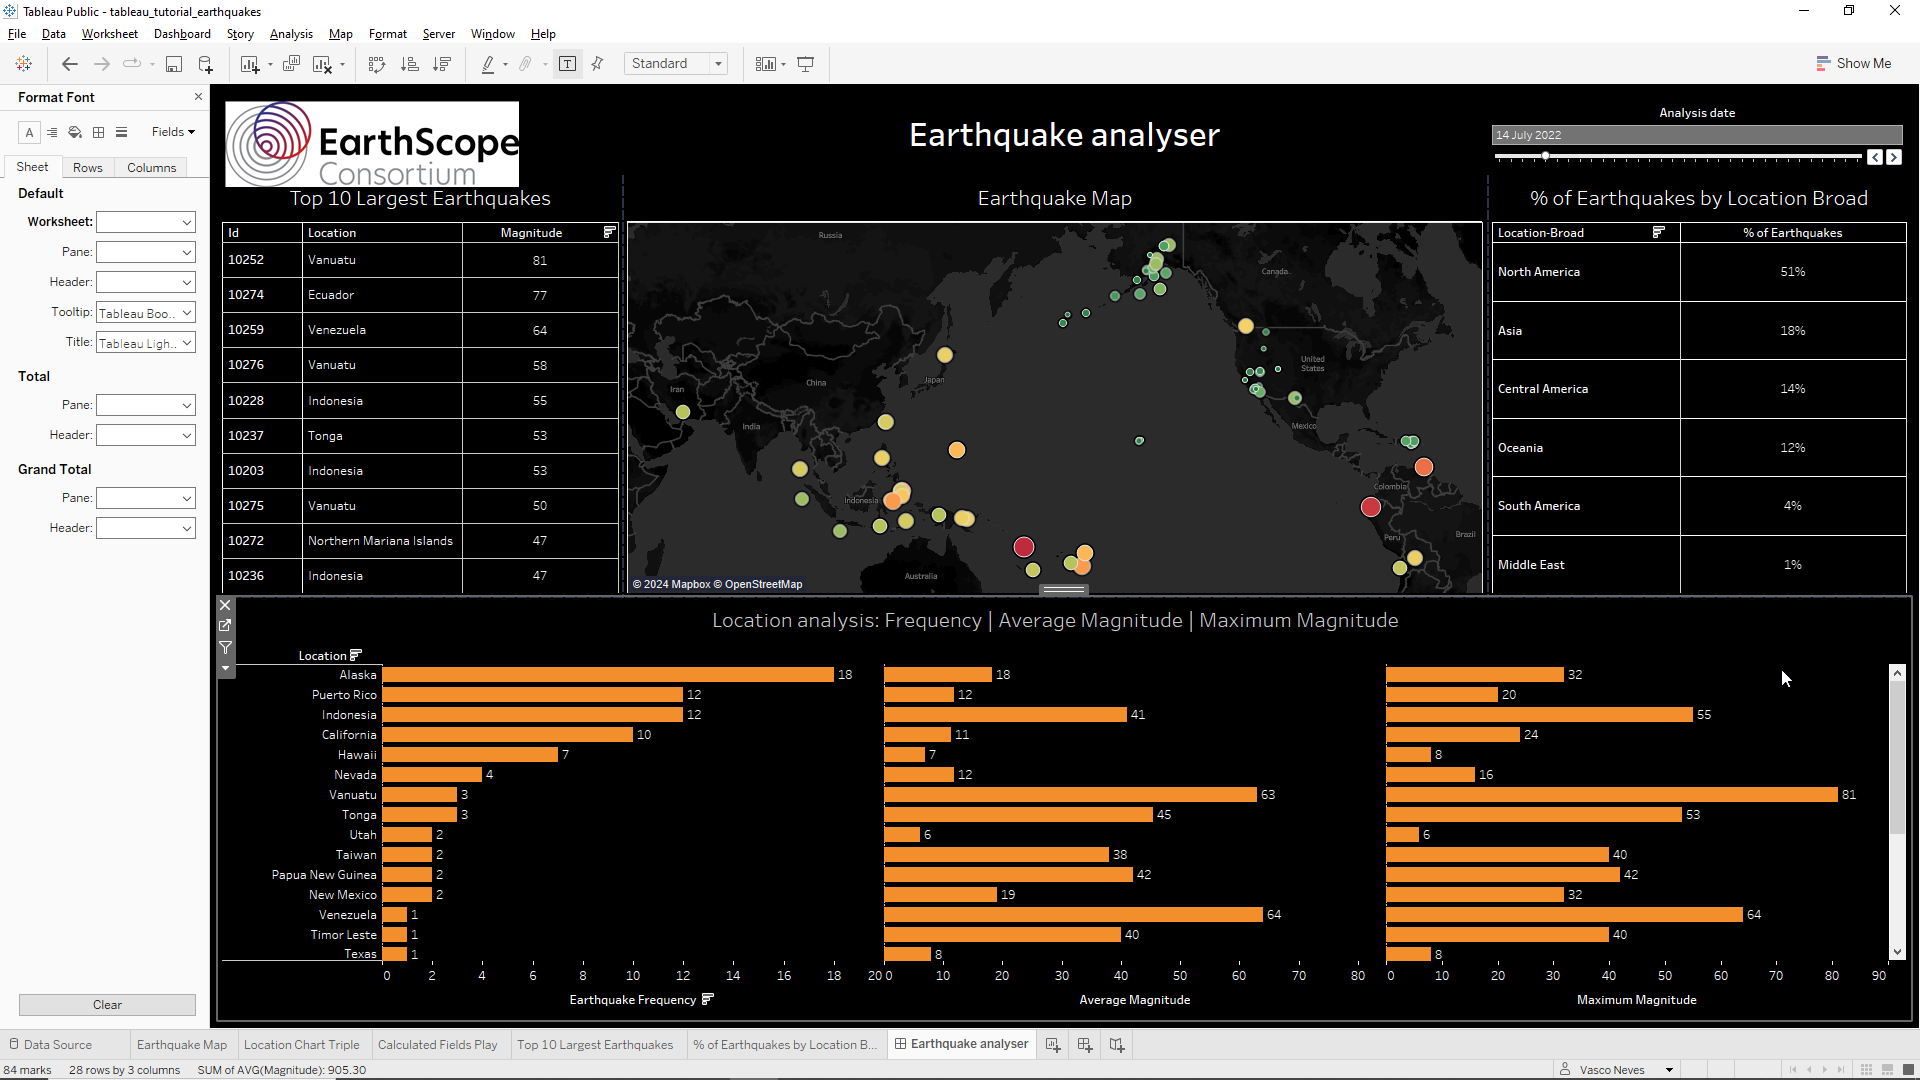 Tableau Public - tableau_tutorial_earthquakes
File Data Worksheet Dashboard Story Analysis Map Format Server Window Help
Standard
Show Me
Format Font
Fields
Sheet Rows Columns
Default
Worksheet:
Pane:
Header:
Tooltip: Tableau Boo..
Title: Tableau Ligh..
Total
Pane:
Header:
Grand Total
Pane:
Header:
Clear
EarthScope
Consortium
Earthquake analyser
Analysis date
14 July 2022
Top 10 Largest Earthquakes
Id Location Magnitude
10252 Vanuatu 81
10274 Ecuador 77
10259 Venezuela 64
10276 Vanuatu 58
10228 Indonesia 55
10237 Tonga 53
10203 Indonesia 53
10275 Vanuatu 50
10272 Northern Mariana Islands 47
10236 Indonesia 47
Earthquake Map
Russia
Canada
United
States
Japan
China
Iran
India
Mexico
Indonesia
Colombia
Peru
Brazil
Australia
© 2024 Mapbox © OpenStreetMap
% of Earthquakes by Location Broad
Location-Broad % of Earthquakes
North America 51%
Asia 18%
Central America 14%
Oceania 12%
South America 4%
Middle East 1%
Location analysis: Frequency | Average Magnitude | Maximum Magnitude
Location
Alaska 18 18 32
Puerto Rico 12 12 20
Indonesia 12 41 55
California 10 11 24
Hawaii 7 7 8
Nevada 4 12 16
Vanuatu 3 63 81
Tonga 3 45 53
Utah 2 6 6
Taiwan 2 38 40
Papua New Guinea 2 42 42
New Mexico 2 19 32
Venezuela 1 64 64
Timor Leste 1 40 40
Texas 1 8 8
0 2 4 6 8 10 12 14 16 18 20 0 10 20 30 40 50 60 70 80 0 10 20 30 40 50 60 70 80 90
Earthquake Frequency Average Magnitude Maximum Magnitude
Data Source Earthquake Map Location Chart Triple Calculated Fields Play Top 10 Largest Earthquakes % of Earthquakes by Location B... Earthquake analyser
84 marks 28 rows by 3 columns SUM of AVG(Magnitude): 905.30 Vasco Neves